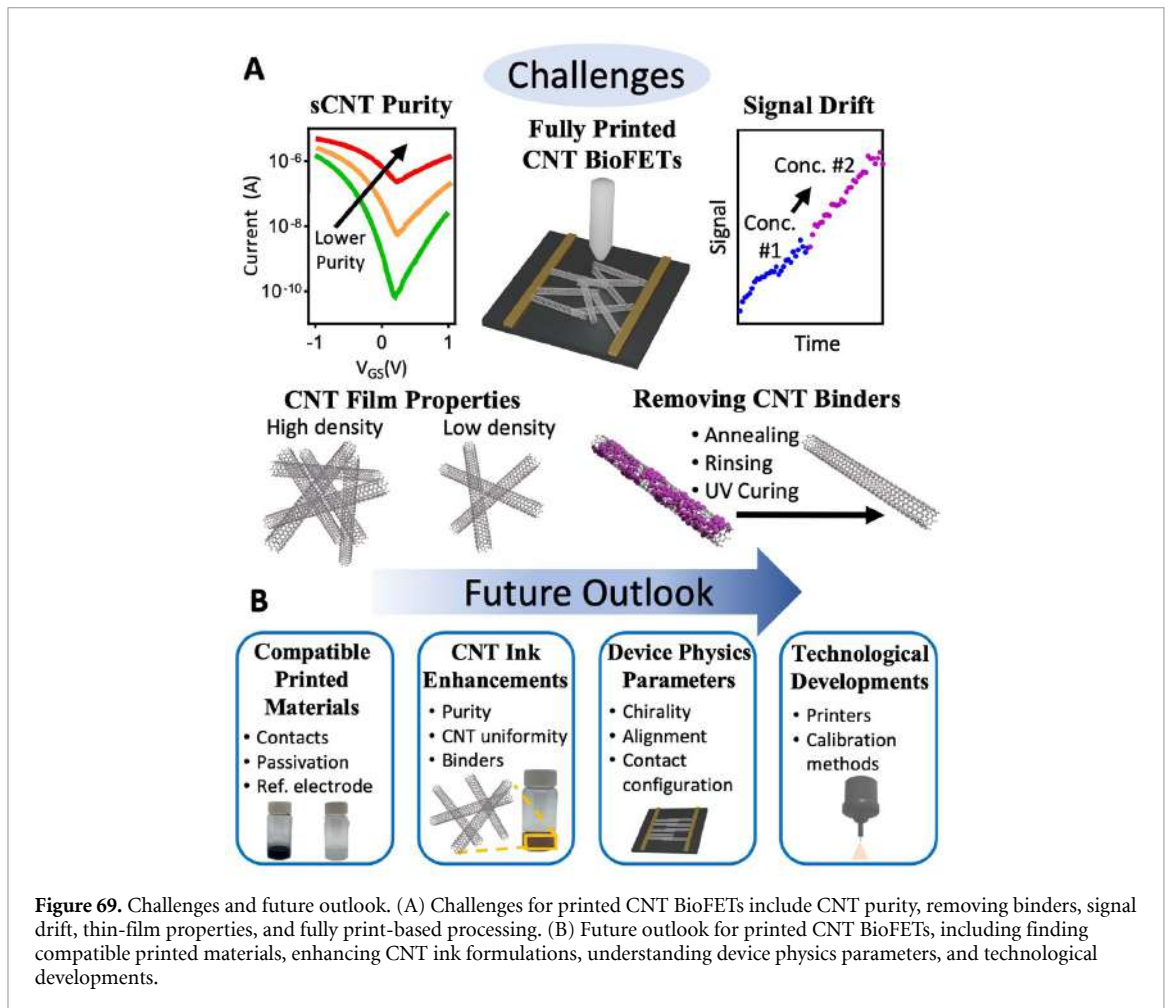 A
Challenges
sCNT Purity
Current (A)
10-6
10-8
10-10
Lower
Purity
-1
0
1
VGS(V)
Fully Printed
CNT BioFETs
Signal Drift
Signal
Conc. #2
Conc.
#1
Time
CNT Film Properties
High density
Low density
Removing CNT Binders
• Annealing
• Rinsing
• UV Curing
B
Future Outlook
Compatible
Printed
Materials
• Contacts
• Passivation
• Ref. electrode
CNT Ink
Enhancements
• Purity
• CNT uniformity
• Binders
Device Physics
Parameters
• Chirality
• Alignment
• Contact
configuration
Technological
Developments
• Printers
• Calibration
methods
Figure 69. Challenges and future outlook. (A) Challenges for printed CNT BioFETs include CNT purity, removing binders, signal
drift, thin-film properties, and fully print-based processing. (B) Future outlook for printed CNT BioFETs, including finding
compatible printed materials, enhancing CNT ink formulations, understanding device physics parameters, and technological
developments.